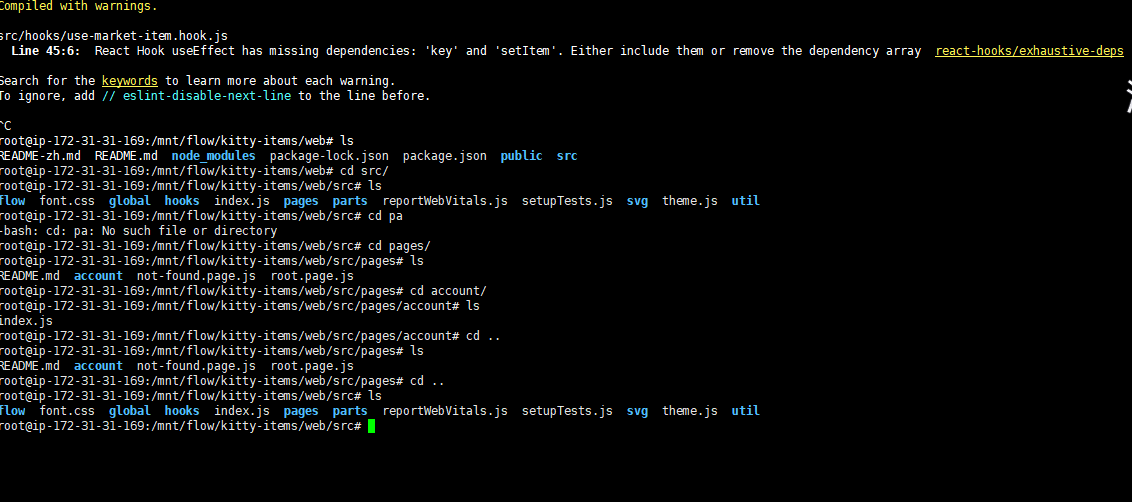 Compiled with warnings.
src/hooks/use-market-item.hook.js
Line 45:6:  React Hook useEffect has missing dependencies: 'key' and 'setItem'. Either include them or remove the dependency array  react-hooks/exhaustive-deps
Search for the keywords to learn more about each warning.
To ignore, add // eslint-disable-next-line to the line before.
^C
root@ip-172-31-31-169:/mnt/flow/kitty-items/web# ls
README-zh.md  README.md  node_modules  package-lock.json  package.json  public  src
root@ip-172-31-31-169:/mnt/flow/kitty-items/web# cd src/
root@ip-172-31-31-169:/mnt/flow/kitty-items/web/src# ls
flow  font.css  global  hooks  index.js  pages  parts  reportWebVitals.js  setupTests.js  svg  theme.js  util
root@ip-172-31-31-169:/mnt/flow/kitty-items/web/src# cd pa
-bash: cd: pa: No such file or directory
root@ip-172-31-31-169:/mnt/flow/kitty-items/web/src# cd pages/
root@ip-172-31-31-169:/mnt/flow/kitty-items/web/src/pages# ls
README.md  account  not-found.page.js  root.page.js
root@ip-172-31-31-169:/mnt/flow/kitty-items/web/src/pages# cd account/
root@ip-172-31-31-169:/mnt/flow/kitty-items/web/src/pages/account# ls
index.js
root@ip-172-31-31-169:/mnt/flow/kitty-items/web/src/pages/account# cd ..
root@ip-172-31-31-169:/mnt/flow/kitty-items/web/src/pages# ls
README.md  account  not-found.page.js  root.page.js
root@ip-172-31-31-169:/mnt/flow/kitty-items/web/src/pages# cd ..
root@ip-172-31-31-169:/mnt/flow/kitty-items/web/src# ls
flow  font.css  global  hooks  index.js  pages  parts  reportWebVitals.js  setupTests.js  svg  theme.js  util
root@ip-172-31-31-169:/mnt/flow/kitty-items/web/src#